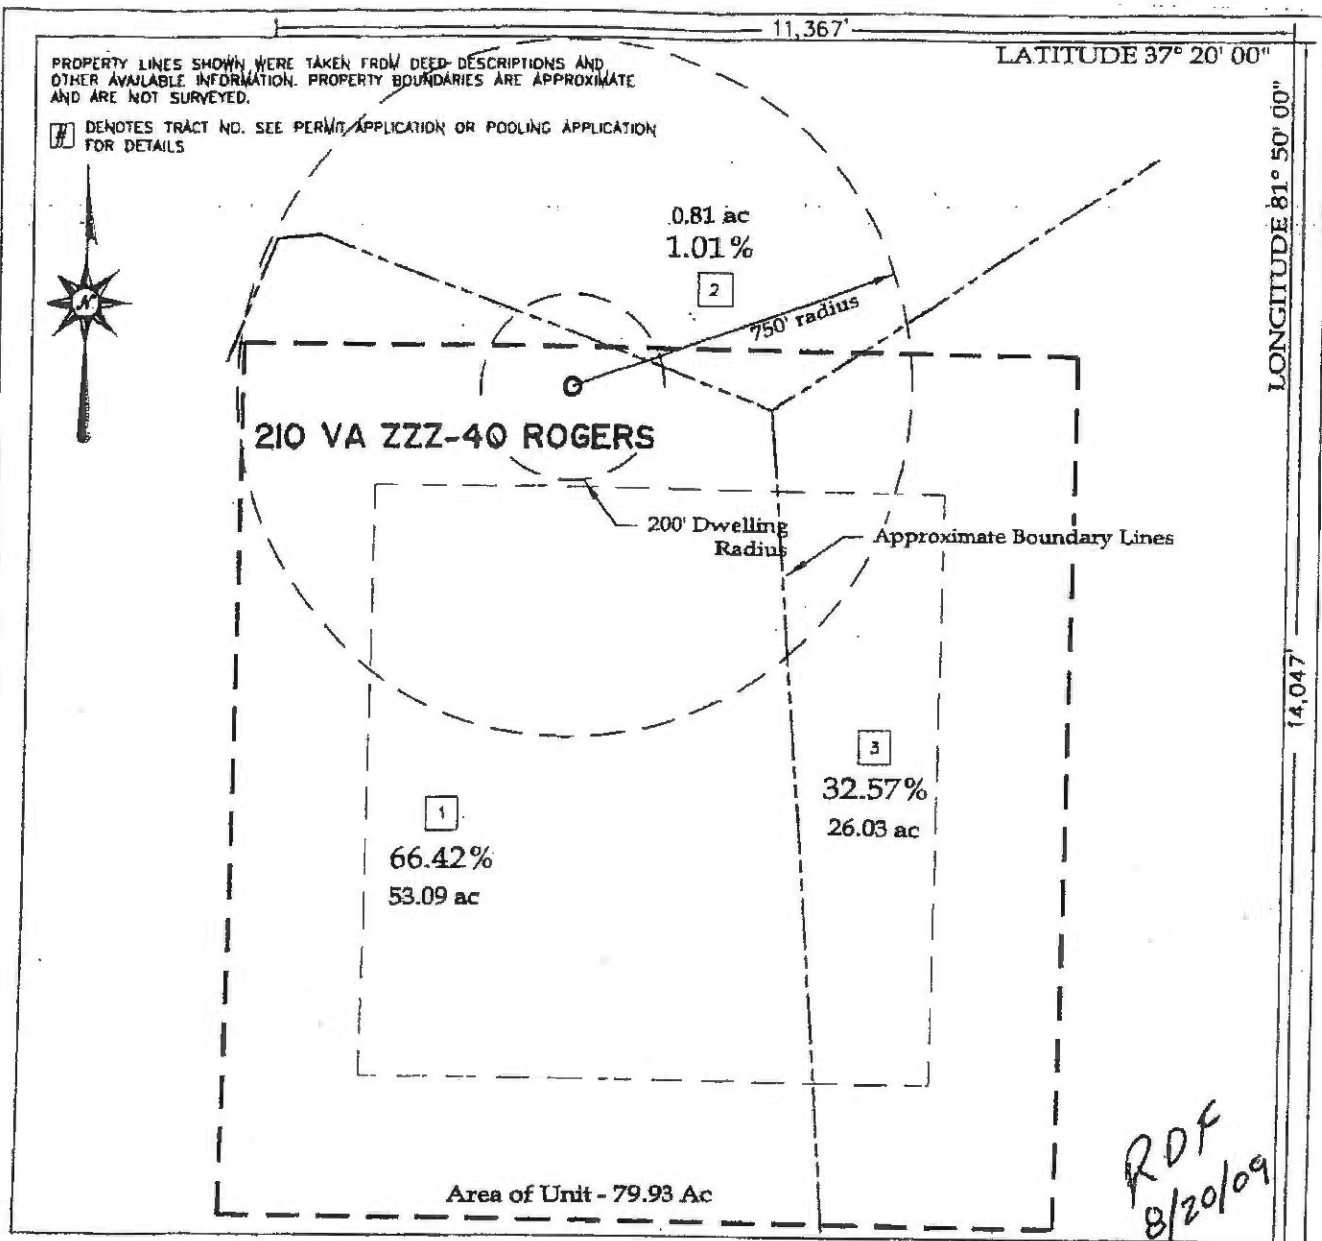 11,367'
LATITUDE 37° 20' 00"
PROPERTY LINES SHOWN WERE TAKEN FROM DEED DESCRIPTIONS AND
OTHER AVAILABLE INFORMATION. PROPERTY BOUNDARIES ARE APPROXIMATE
AND ARE NOT SURVEYED.
# DENOTES TRACT NO. SEE PERMIT APPLICATION OR POOLING APPLICATION
FOR DETAILS
LONGITUDE 81° 50' 00"
N
0.81 ac
1.01%
2
750' radius
210 VA ZZZ-40 ROGERS
200' Dwelling
Radius
Approximate Boundary Lines
14,047'
3
32.57%
26.03 ac
1
66.42%
53.09 ac
Area of Unit - 79.93 Ac
RDF
8/20/09